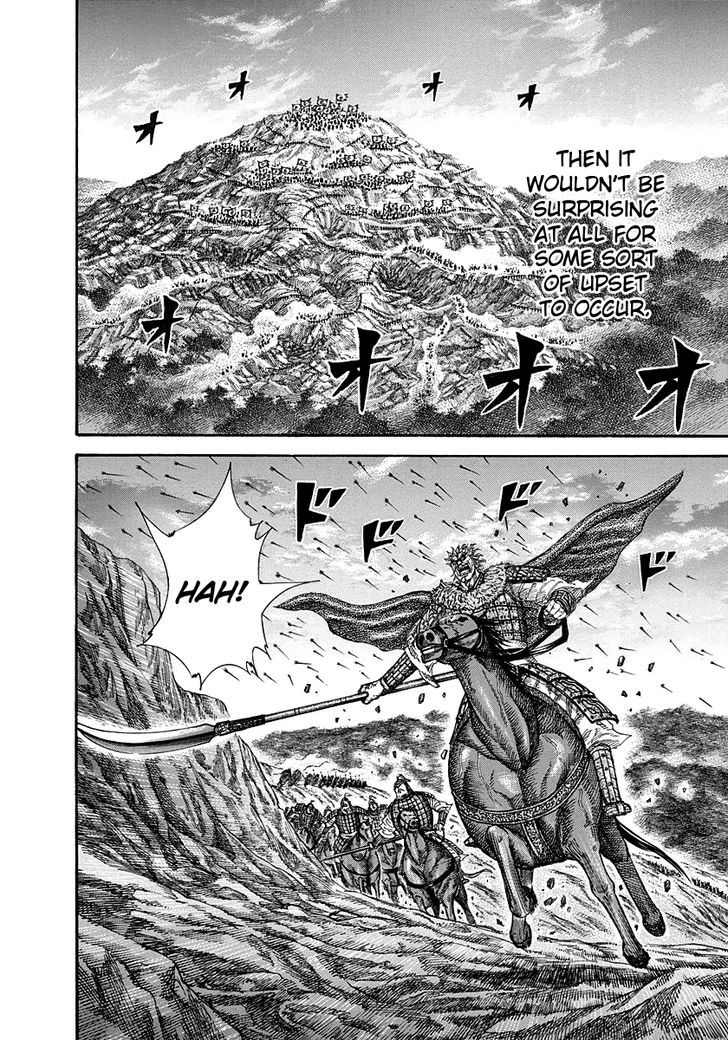 オ
オ
オ
オ
THEN IT
WOULDN'T BE
SURPRISING
AT ALL FOR
SOME SORT
OF UPSET
TO OCCUR.
オ
オ
オ
オ
ド
ド
ド
ド
HAH!